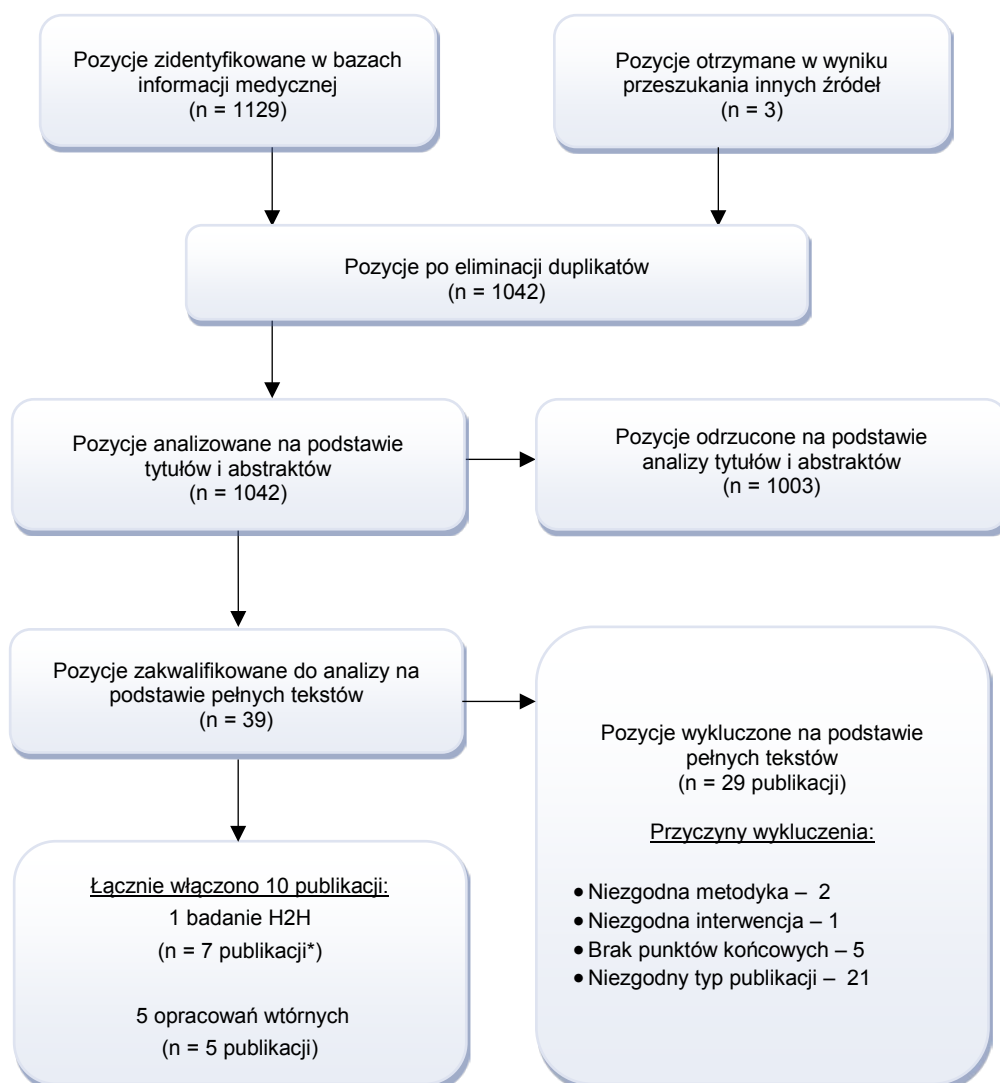 Pozycje zidentyfikowane w bazach
informacji medycznej
(n = 1129)
Pozycje otrzymane w wyniku
przeszukania innych źródeł
(n = 3)
Pozycje po eliminacji duplikatów
(n = 1042)
Pozycje analizowane na podstawie
tytułów i abstraktów
(n = 1042)
Pozycje odrzucone na podstawie
analizy tytułów i abstraktów
(n = 1003)
Pozycje zakwalifikowane do analizy na
podstawie pełnych tekstów
(n = 39)
Pozycje wykluczone na podstawie
pełnych tekstów
(n = 29 publikacji)
Przyczyny wykluczenia:
• Niezgodna metodyka – 2
• Niezgodna interwencja – 1
• Brak punktów końcowych – 5
• Niezgodny typ publikacji – 21
Łącznie włączono 10 publikacji:
1 badanie H2H
(n = 7 publikacji*)
5 opracowań wtórnych
(n = 5 publikacji)